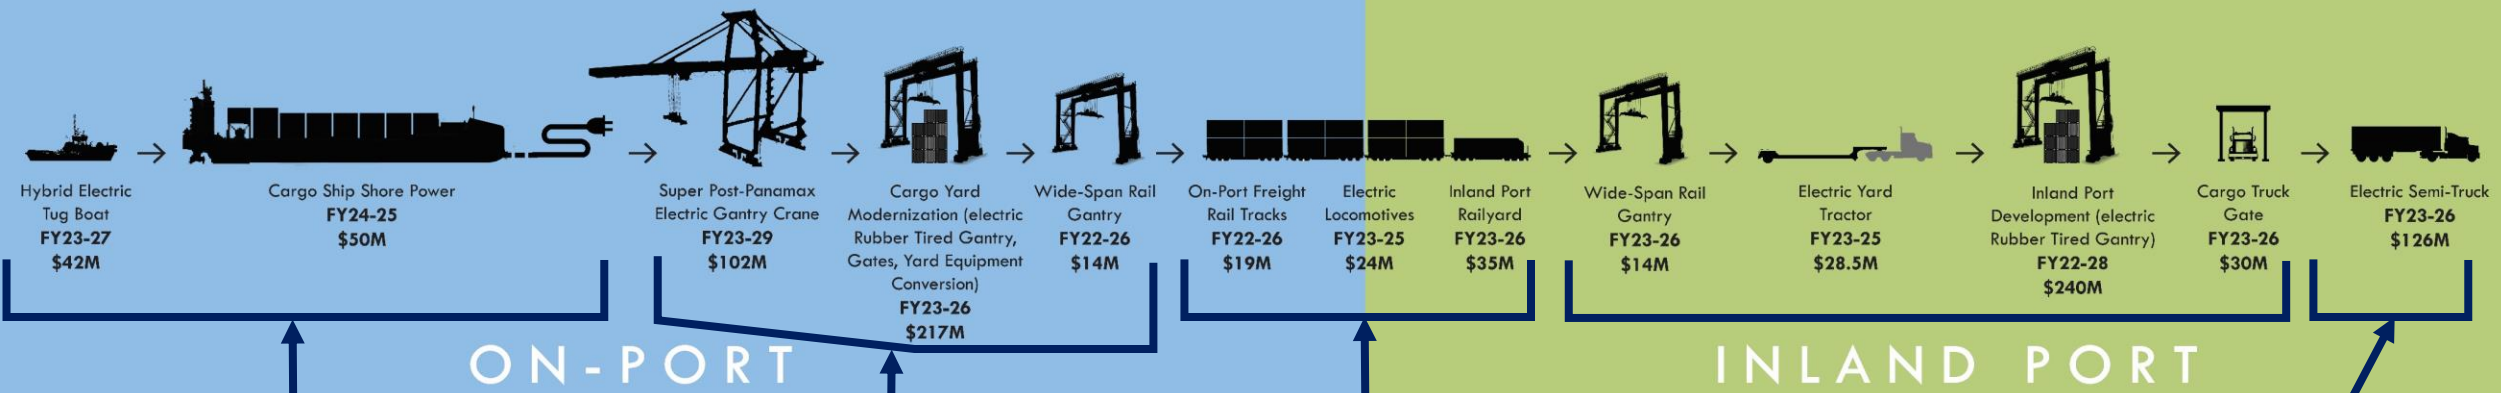 Hybrid Electric
Tug Boat
FY23-27
$42M
Cargo Ship Shore Power
FY24-25
$50M
Super Post-Panamax
Electric Gantry Crane
FY23-29
$102M
Cargo Yard
Modernization (electric
Rubber Tired Gantry,
Gates, Yard Equipment
Conversion)
FY23-26
$217M
Wide-Span Rail
Gantry
FY22-26
$14M
On-Port Freight
Rail Tracks
FY22-26
$19M
Electric
Locomotives
FY23-25
$24M
Inland Port
Railyard
FY23-26
$35M
Wide-Span Rail
Gantry
FY23-26
$14M
Electric Yard
Tractor
FY23-25
$28.5M
Inland Port
Development (electric
Rubber Tired Gantry)
FY22-28
$240M
Cargo Truck
Gate
FY23-26
$30M
Electric Semi-Truck
FY23-26
$126M
ON-PORT
INLAND PORT